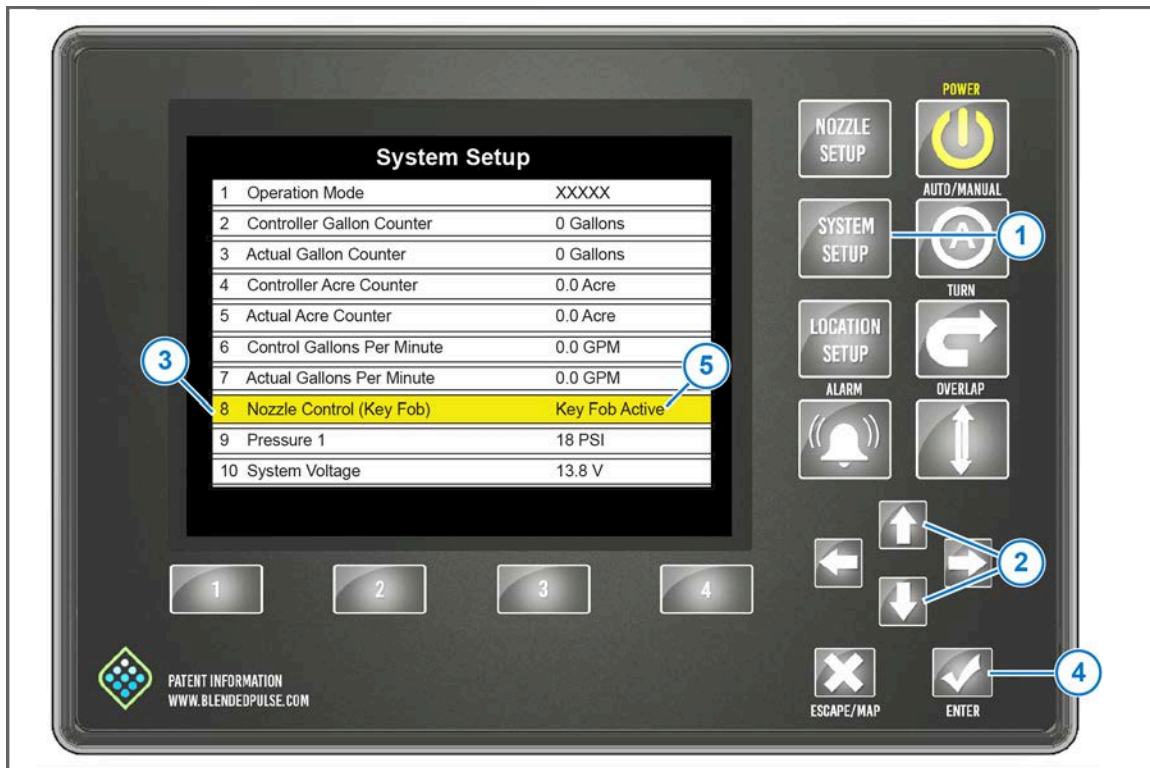 POWER
NOZZLE
SETUP
System Setup
1 Operation Mode XXXXX
2 Controller Gallon Counter 0 Gallons
3 Actual Gallon Counter 0 Gallons
4 Controller Acre Counter 0.0 Acre
5 Actual Acre Counter 0.0 Acre
6 Control Gallons Per Minute 0.0 GPM
7 Actual Gallons Per Minute 0.0 GPM
8 Nozzle Control (Key Fob) Key Fob Active
9 Pressure 1 18 PSI
10 System Voltage 13.8 V
AUTO/MANUAL
SYSTEM
SETUP
A
1
TURN
LOCATION
SETUP
3
5
ALARM
OVERLAP
2
1 2 3 4
4
PATENT INFORMATION
WWW.BLENDEDPULSE.COM
ESCAPE/MAP
ENTER